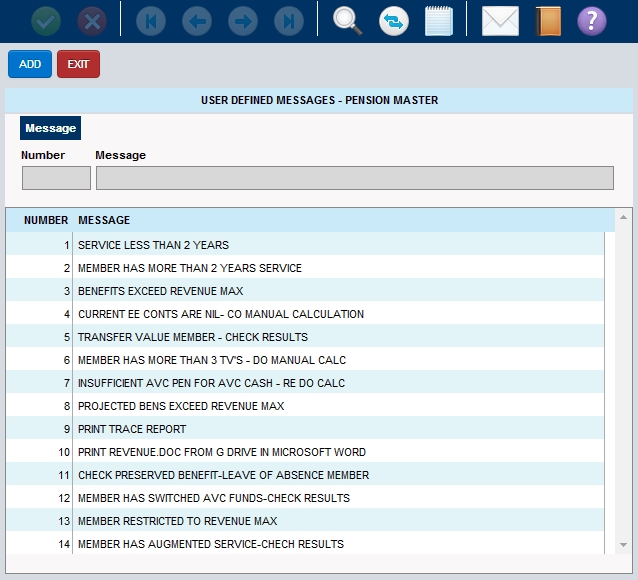 ?
ADD EXIT
USER DEFINED MESSAGES - PENSION MASTER
Message
Number Message
NUMBER MESSAGE
1 SERVICE LESS THAN 2 YEARS
2 MEMBER HAS MORE THAN 2 YEARS SERVICE
3 BENEFITS EXCEED REVENUE MAX
4 CURRENT EE CONTS ARE NIL- CO MANUAL CALCULATION
5 TRANSFER VALUE MEMBER - CHECK RESULTS
6 MEMBER HAS MORE THAN 3 TV'S - DO MANUAL CALC
7 INSUFFICIENT AVC PEN FOR AVC CASH - RE DO CALC
8 PROJECTED BENS EXCEED REVENUE MAX
9 PRINT TRACE REPORT
10 PRINT REVENUE.DOC FROM G DRIVE IN MICROSOFT WORD
11 CHECK PRESERVED BENEFIT-LEAVE OF ABSENCE MEMBER
12 MEMBER HAS SWITCHED AVC FUNDS-CHECK RESULTS
13 MEMBER RESTRICTED TO REVENUE MAX
14 MEMBER HAS AUGMENTED SERVICE-CHECH RESULTS